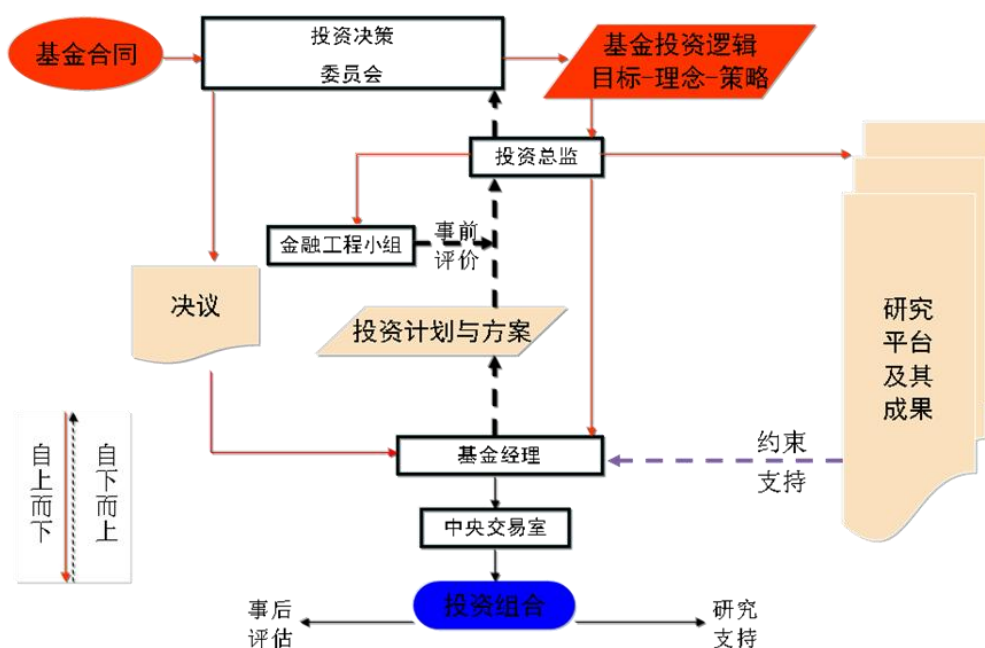 基金合同
投资决策
委员会
基金投资逻辑
目标-理念-策略
投资总监
金融工程小组
事前
评价
决议
投资计划与方案
研究
平台
及其
成果
自上而下
自下而上
基金经理
约束
支持
中央交易室
投资组合
事后
评估
研究
支持